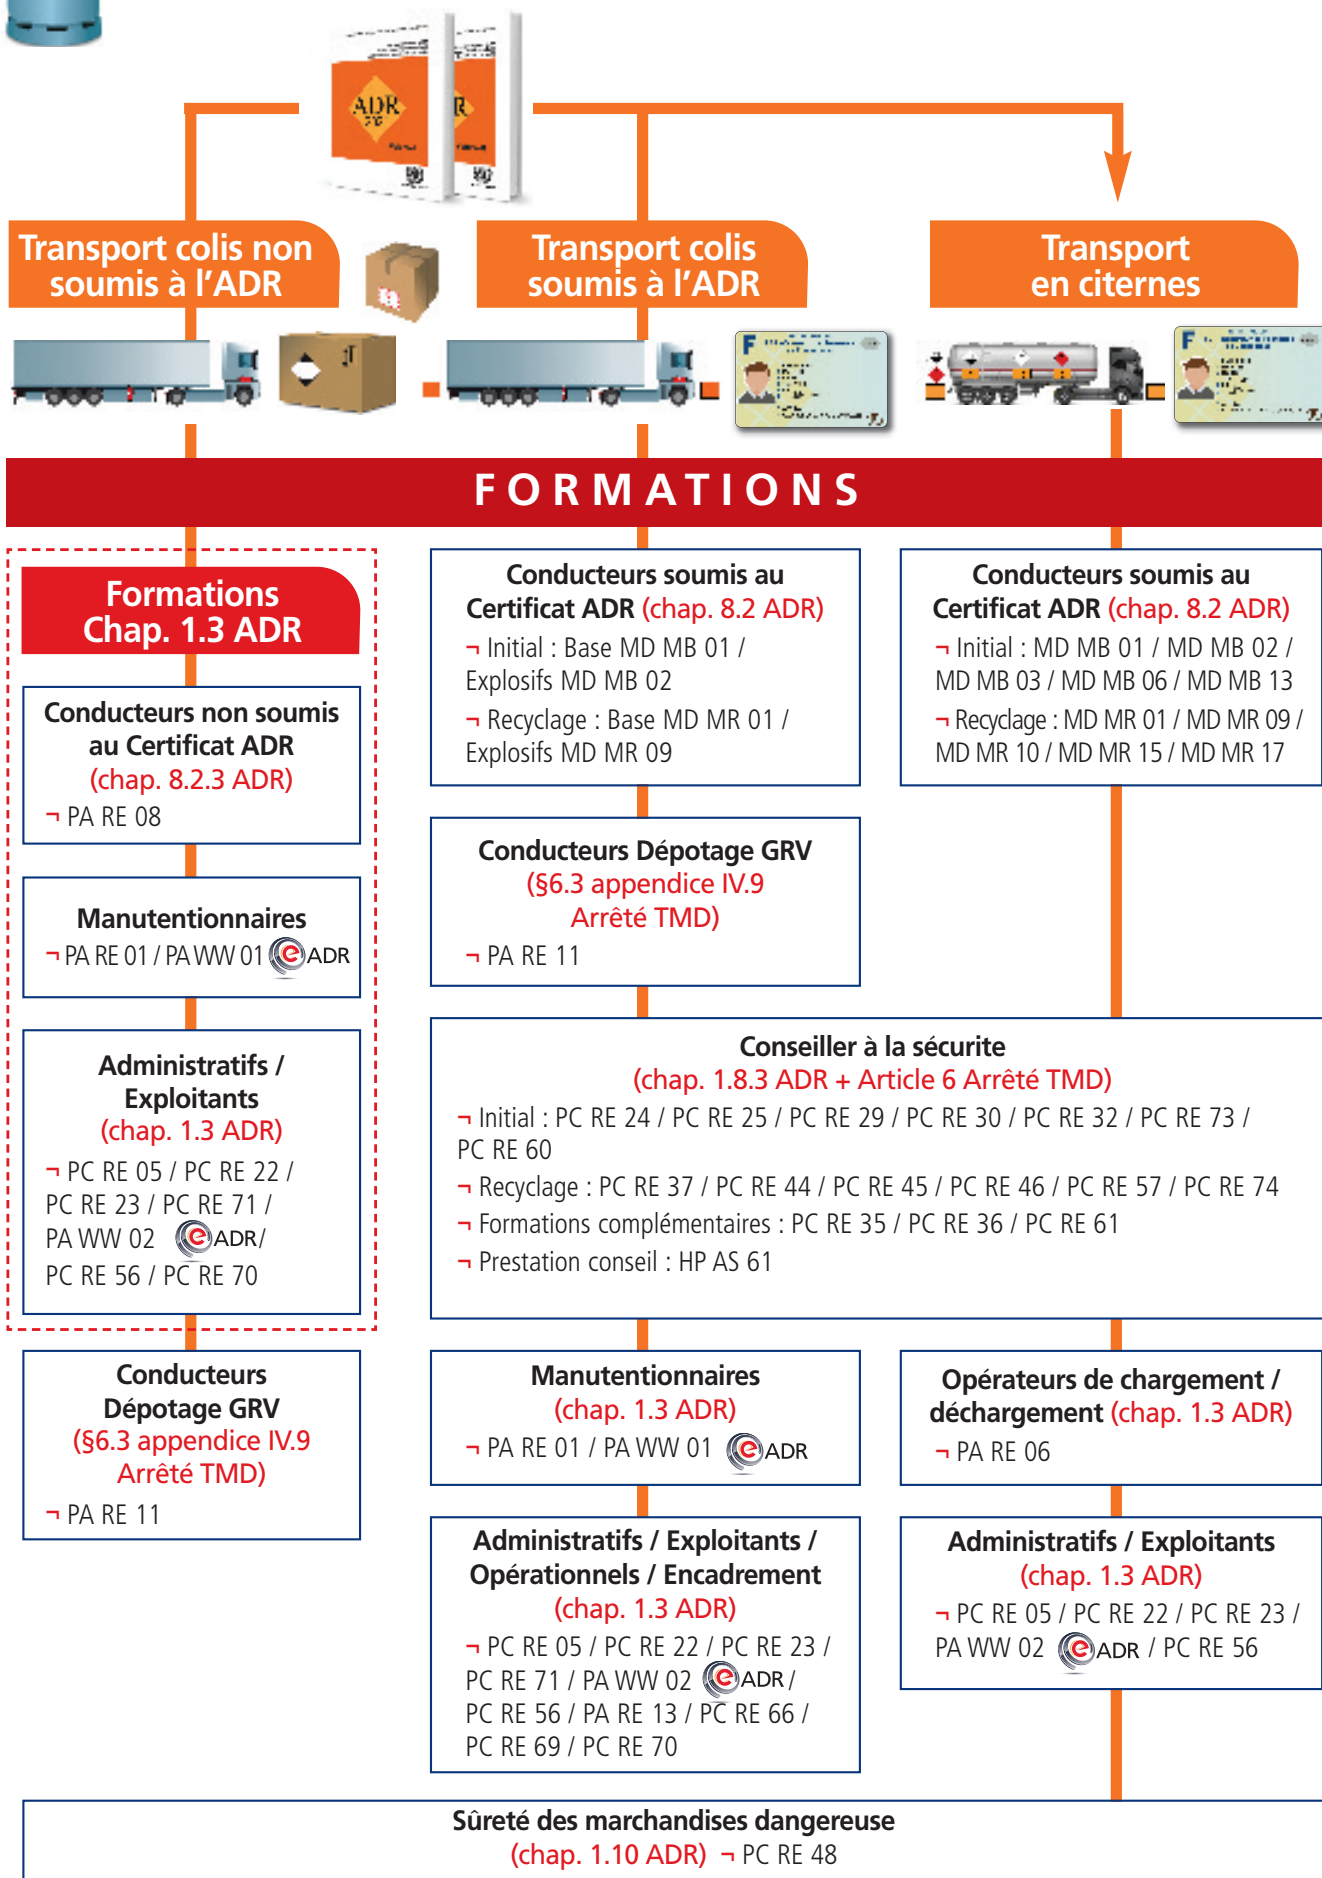 ADR
Transport colis non
soumis à l'ADR
Transport colis
soumis à l'ADR
Transport
en citernes
F
F
FORMATIONS
Formations
Chap. 1.3 ADR
Conducteurs non soumis
au Certificat ADR
(chap. 8.2.3 ADR)
¬ PA RE 08
Manutentionnaires
¬ PA RE 01 / PA WW 01 e ADR
Administratifs /
Exploitants
(chap. 1.3 ADR)
¬ PC RE 05 / PC RE 22 /
PC RE 23 / PC RE 71 /
PA WW 02 e ADR /
PC RE 56 / PC RE 70
Conducteurs
Dépotage GRV
(§6.3 appendice IV.9
Arrêté TMD)
¬ PA RE 11
Conducteurs soumis au
Certificat ADR (chap. 8.2 ADR)
¬ Initial : Base MD MB 01 /
Explosifs MD MB 02
¬ Recyclage : Base MD MR 01 /
Explosifs MD MR 09
Conducteurs Dépotage GRV
(§6.3 appendice IV.9
Arrêté TMD)
¬ PA RE 11
Conducteurs soumis au
Certificat ADR (chap. 8.2 ADR)
¬ Initial : MD MB 01 / MD MB 02 /
MD MB 03 / MD MB 06 / MD MB 13
¬ Recyclage : MD MR 01 / MD MR 09 /
MD MR 10 / MD MR 15 / MD MR 17
Conseiller à la sécurite
(chap. 1.8.3 ADR + Article 6 Arrêté TMD)
¬ Initial : PC RE 24 / PC RE 25 / PC RE 29 / PC RE 30 / PC RE 32 / PC RE 73 /
PC RE 60
¬ Recyclage : PC RE 37 / PC RE 44 / PC RE 45 / PC RE 46 / PC RE 57 / PC RE 74
¬ Formations complémentaires : PC RE 35 / PC RE 36 / PC RE 61
¬ Prestation conseil : HP AS 61
Manutentionnaires
(chap. 1.3 ADR)
¬ PA RE 01 / PA WW 01 e ADR
Administratifs / Exploitants /
Opérationnels / Encadrement
(chap. 1.3 ADR)
¬ PC RE 05 / PC RE 22 / PC RE 23 /
PC RE 71 / PA WW 02 e ADR /
PC RE 56 / PA RE 13 / PC RE 66 /
PC RE 69 / PC RE 70
Opérateurs de chargement /
déchargement (chap. 1.3 ADR)
¬ PA RE 06
Administratifs / Exploitants
(chap. 1.3 ADR)
¬ PC RE 05 / PC RE 22 / PC RE 23 /
PA WW 02 e ADR / PC RE 56
Sûreté des marchandises dangereuse
(chap. 1.10 ADR) ¬ PC RE 48